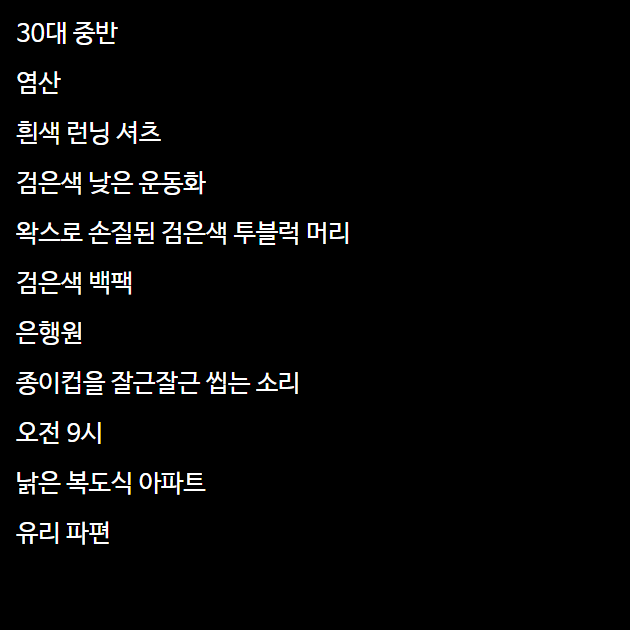 30대 중반
염산
흰색 런닝 셔츠
검은색 낮은 운동화
왁스로 손질된 검은색 투블럭 머리
검은색 백팩
은행원
종이컵을 잘근잘근 씹는 소리
오전 9시
낡은 복도식 아파트
유리 파편